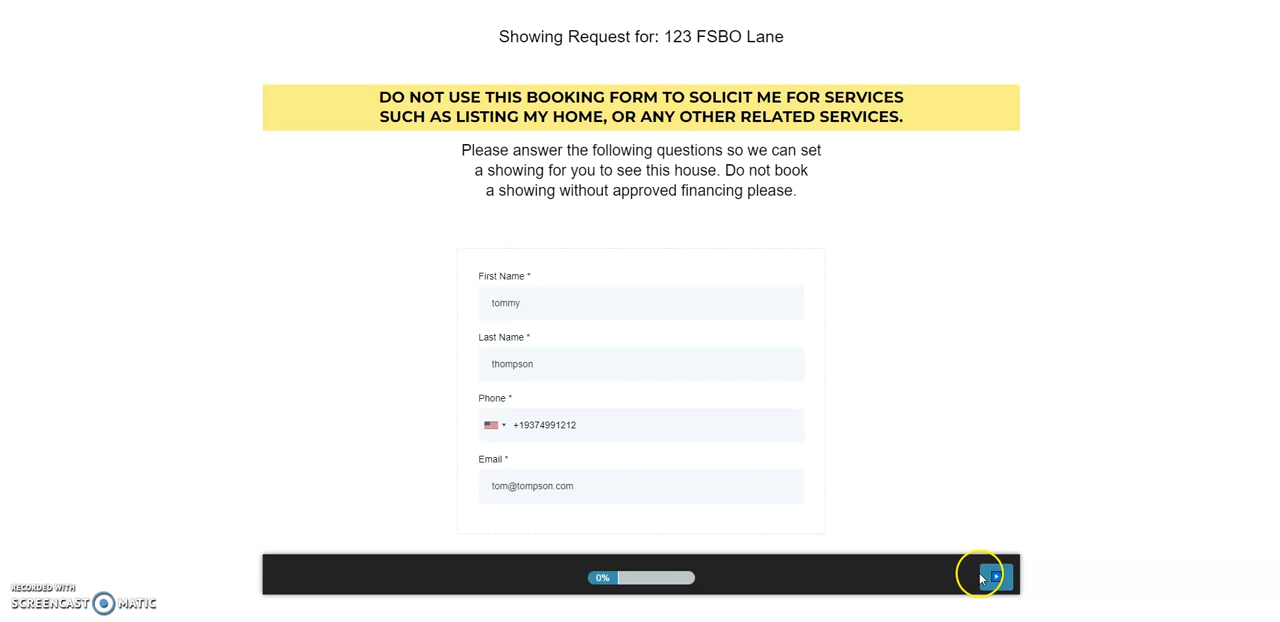 Showing Request for: 123 FSBO Lane
DO NOT USE THIS BOOKING FORM TO SOLICIT ME FOR SERVICES
SUCH AS LISTING MY HOME, OR ANY OTHER RELATED SERVICES.
Please answer the following questions so we can set
a showing for you to see this house. Do not book
a showing without approved financing please.
First Name *
tommy
Last Name *
thompson
Phone *
+19374991212
Email *
tom@tompson.com
0%
RECORDED WITH
SCREENCAST MATIC